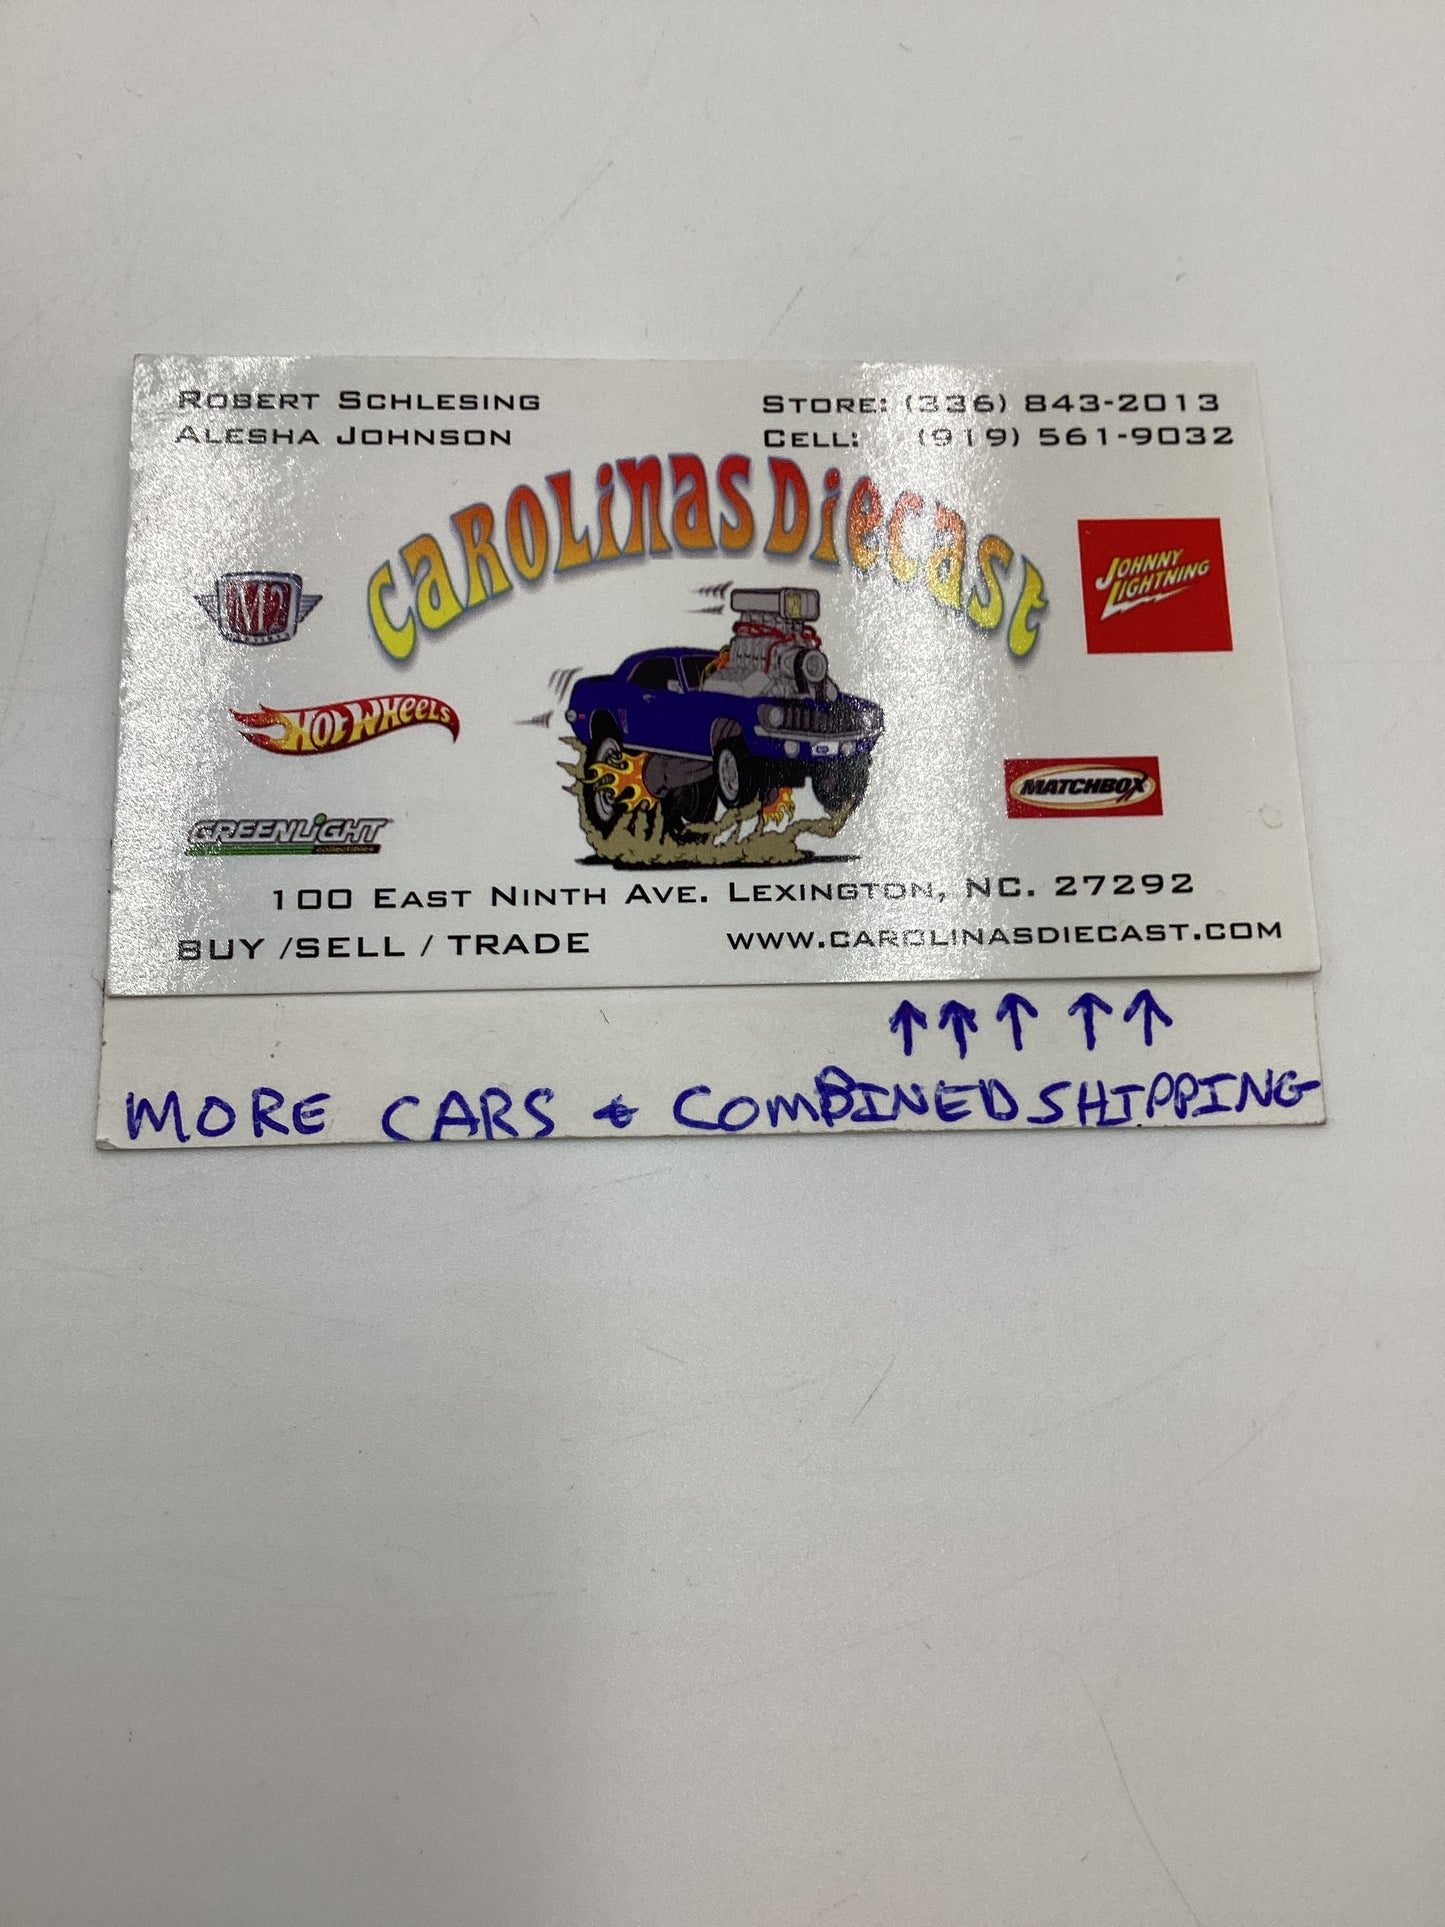 ROBERT SCHLESING
ALESHA JOHNSON
STORE: (336) 843-2013
CELL: (919) 561-9032
CAROLINAS DIECAST
M2
JOHNNY LIGHTNING
HOT WHEELS
MATCHBOX
GREENLIGHT
collectibles
100 EAST NINTH AVE. LEXINGTON, NC. 27292
BUY /SELL / TRADE
WWW.CAROLINASDIECAST.COM
↑↑↑↑↑
MORE CARS & COMBINED SHIPPING